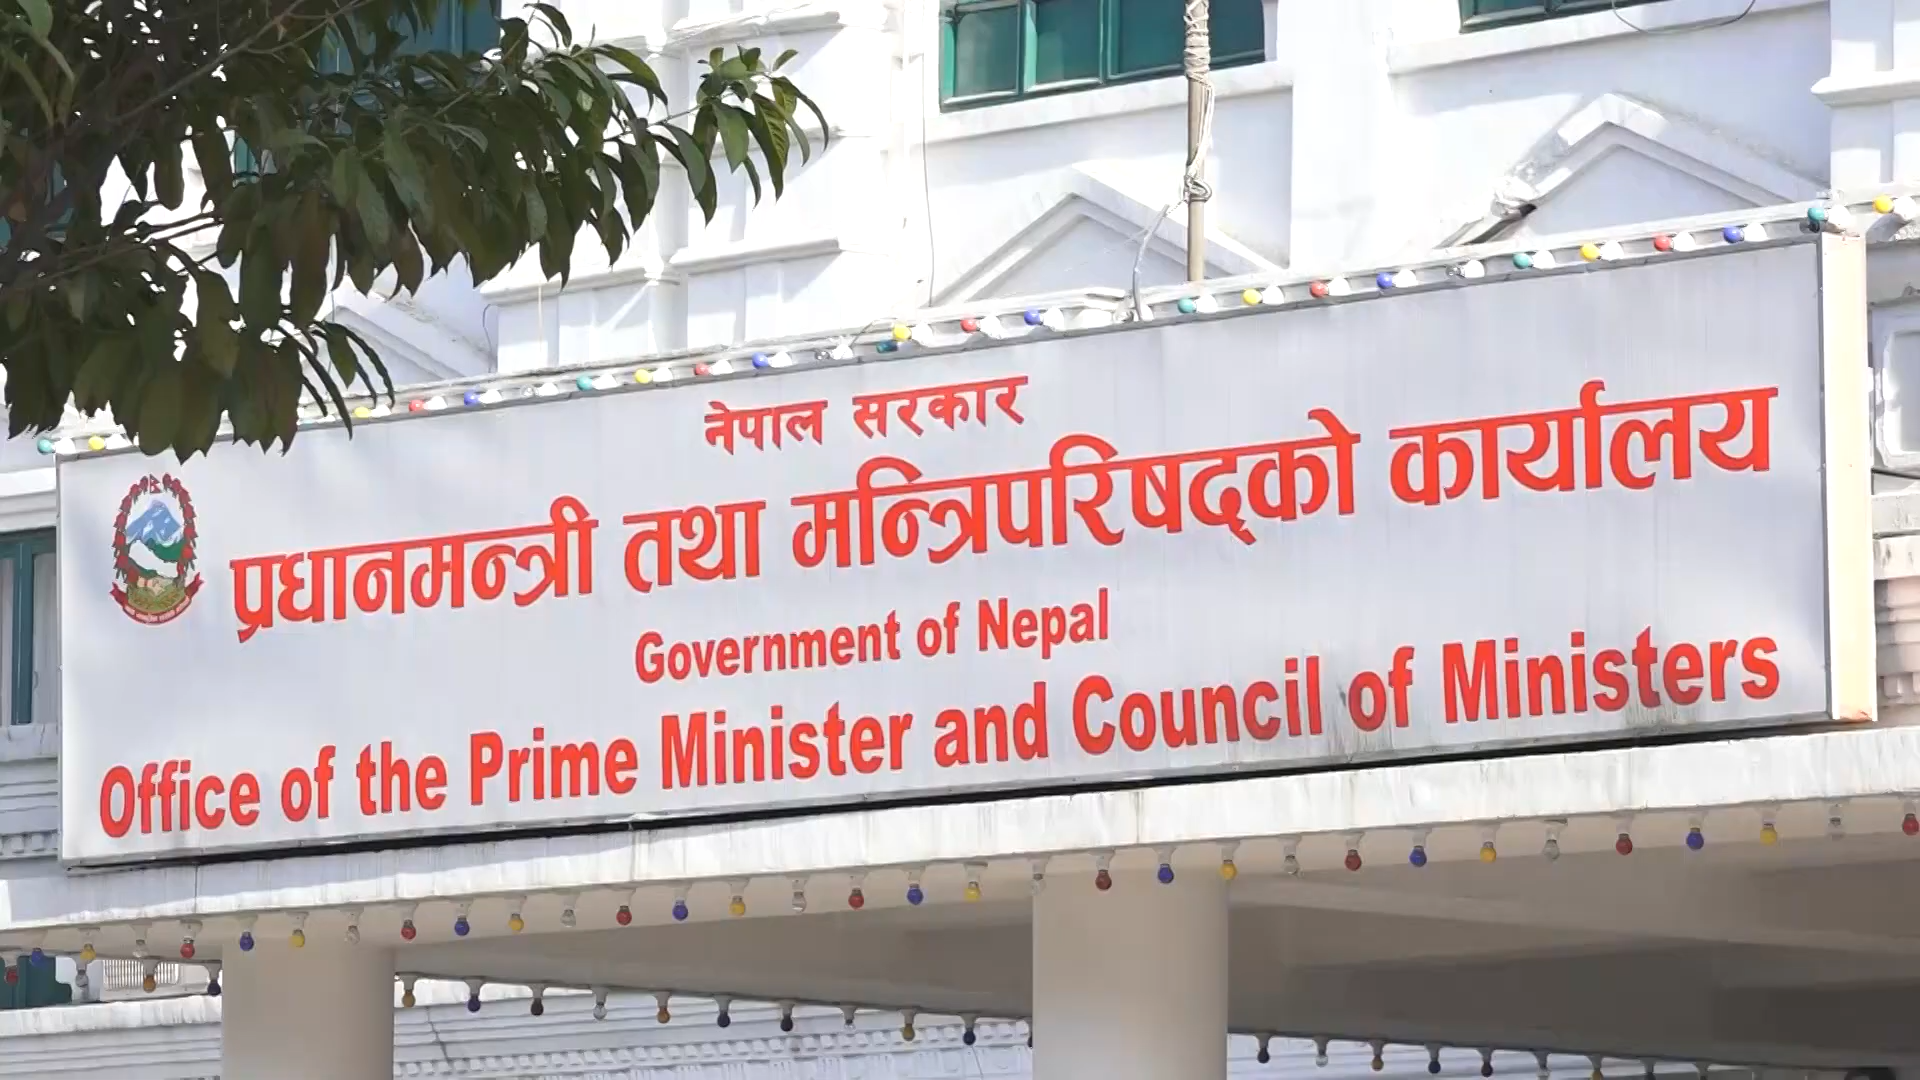 नेपाल सरकार
प्रधानमन्त्री तथा मन्त्रिपरिषद्को कार्यालय
Government of Nepal
Office of the Prime Minister and Council of Ministers